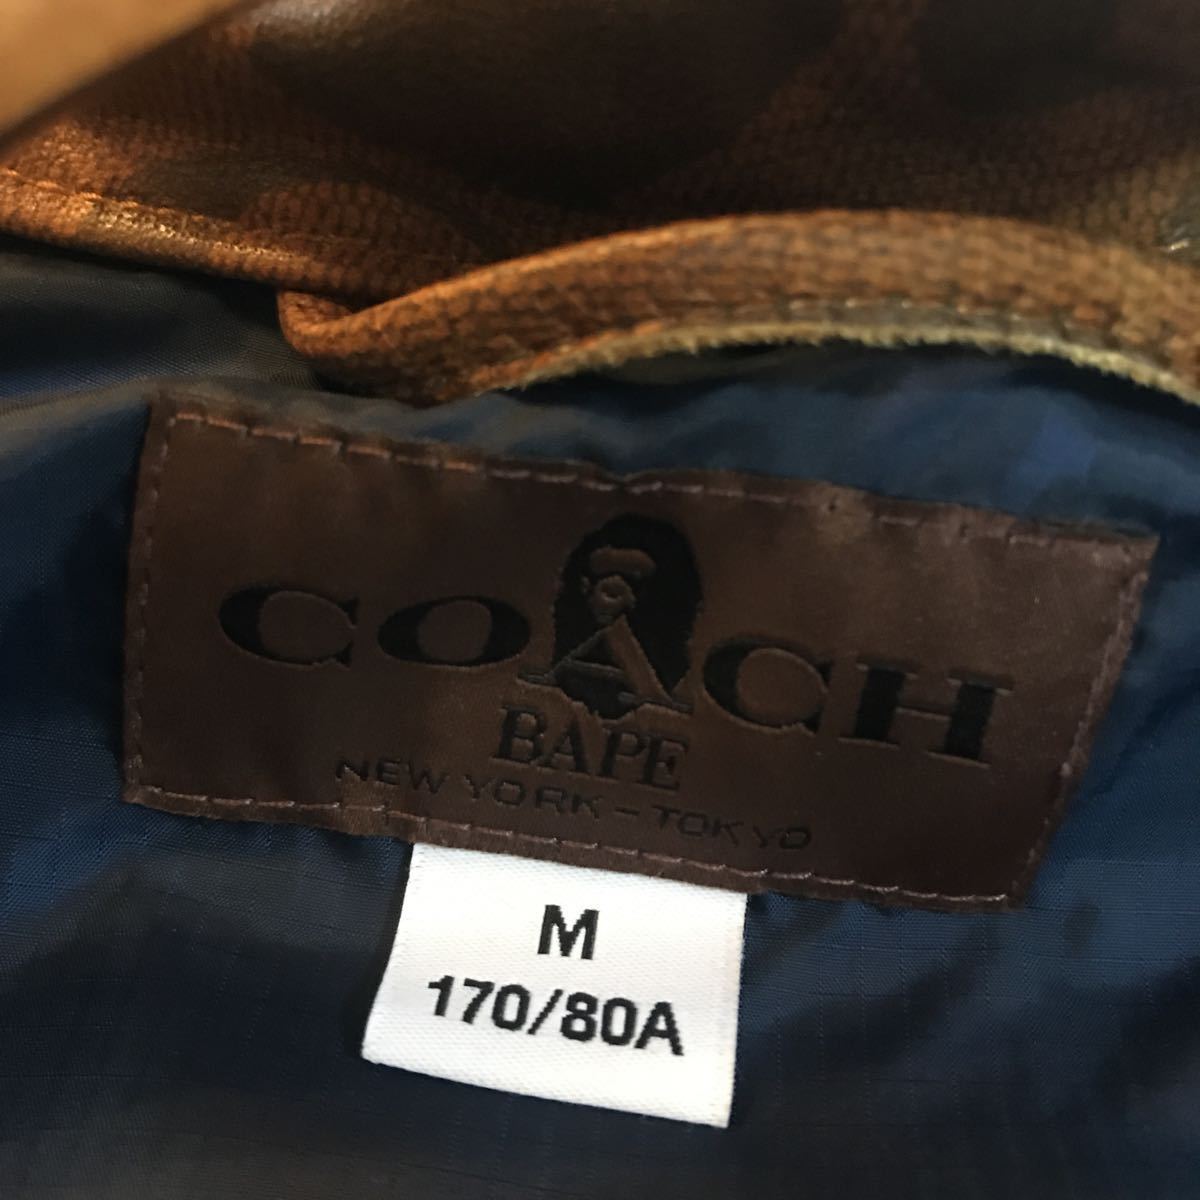 COACH
BAPE
NEW YORK – TOKYO
M
170/80A